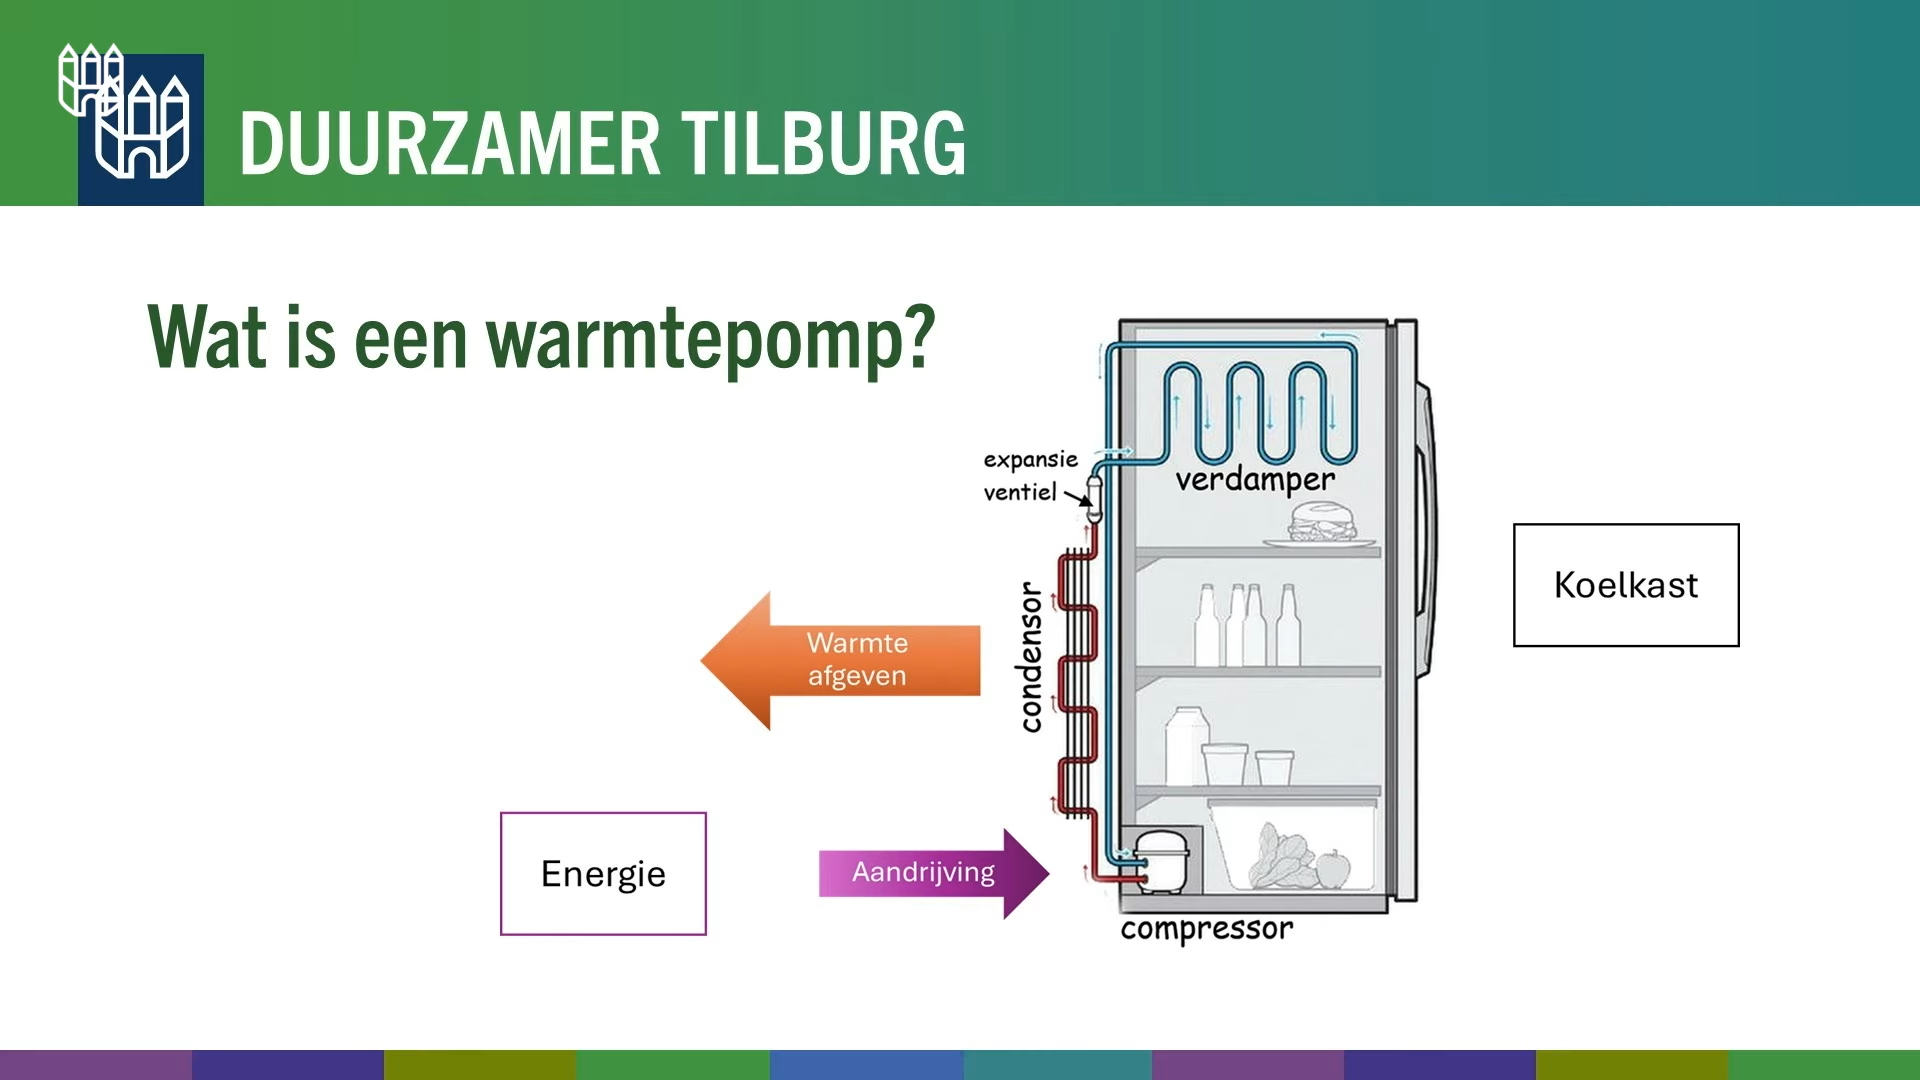 DUURZAMER TILBURG
Wat is een warmtepomp?
expansie
ventiel
verdamper
Koelkast
Warmte
afgeven
condensor
Energie
Aandrijving
compressor